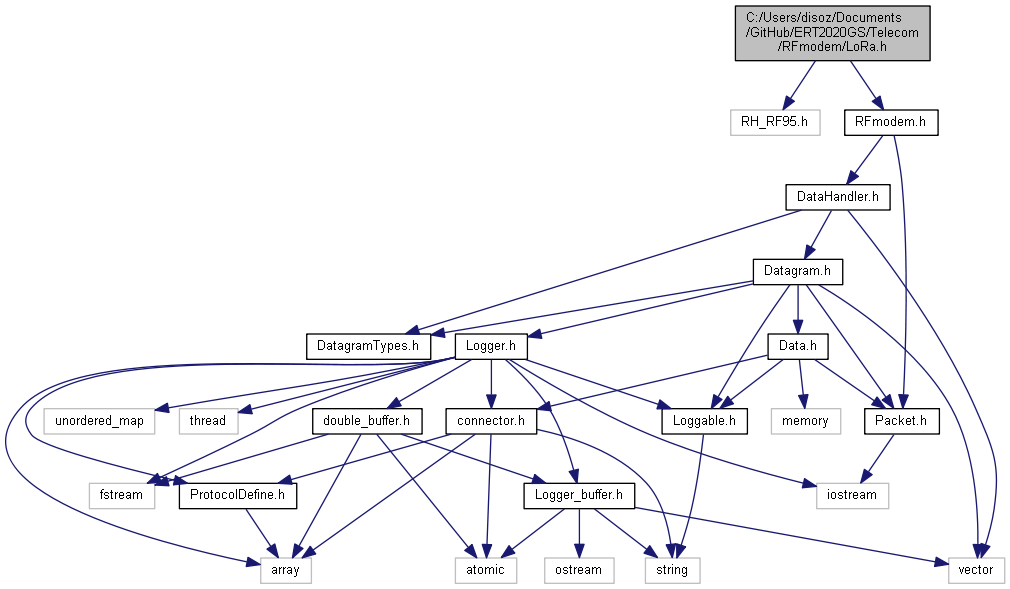 C:/Users/disoz/Documents
/GitHub/ERT2020GS/Telecom
/RFmodem/LoRa.h
RH_RF95.h
RFmodem.h
DataHandler.h
Datagram.h
DatagramTypes.h
Logger.h
Data.h
unordered_map
thread
double_buffer.h
connector.h
Loggable.h
memory
Packet.h
fstream
ProtocolDefine.h
Logger_buffer.h
iostream
array
atomic
ostream
string
vector